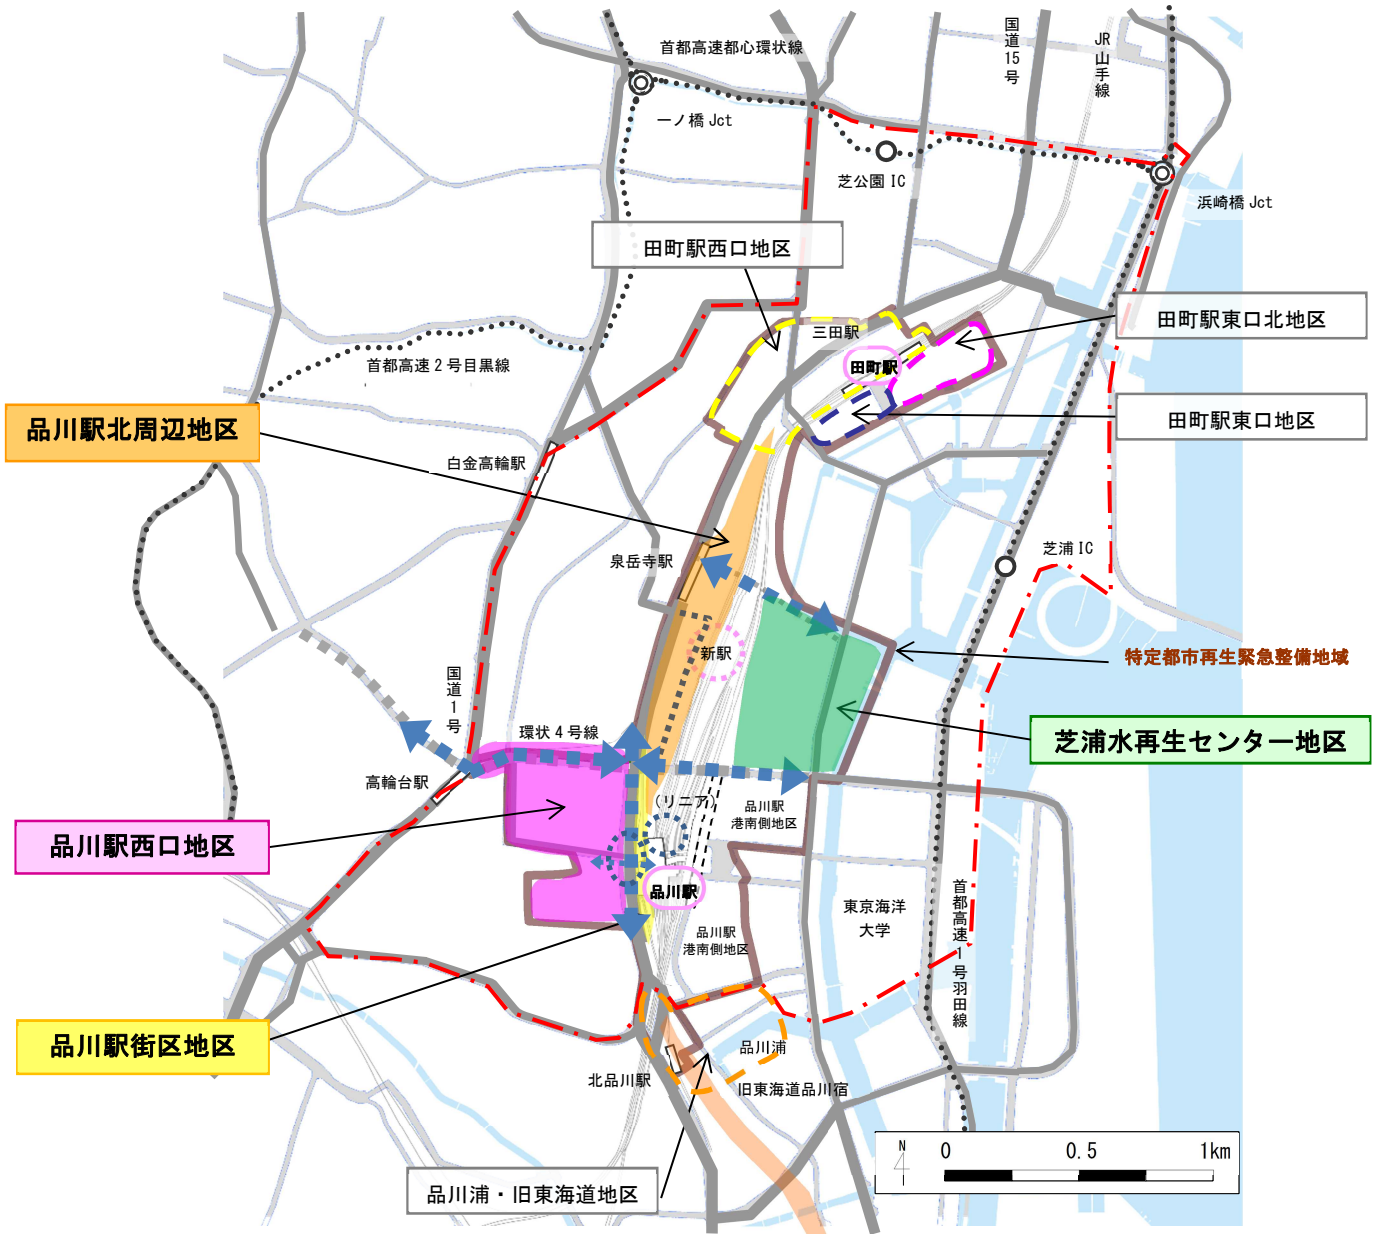 首都高速都心環状線
国道15号
JR山手線
一ノ橋 Jct
芝公園 IC
浜崎橋 Jct
田町駅西口地区
三田駅
田町駅
田町駅東口北地区
田町駅東口地区
首都高速２号目黒線
品川駅北周辺地区
白金高輪駅
泉岳寺駅
芝浦 IC
新駅
特定都市再生緊急整備地域
国道１号
環状４号線
芝浦水再生センター地区
高輪台駅
(リニア)
品川駅
港南側地区
品川駅西口地区
品川駅
東京海洋
大学
首都高速１号羽田線
品川駅
港南側地区
品川駅街区地区
品川浦
北品川駅
旧東海道品川宿
品川浦・旧東海道地区
N
0 0.5 1km